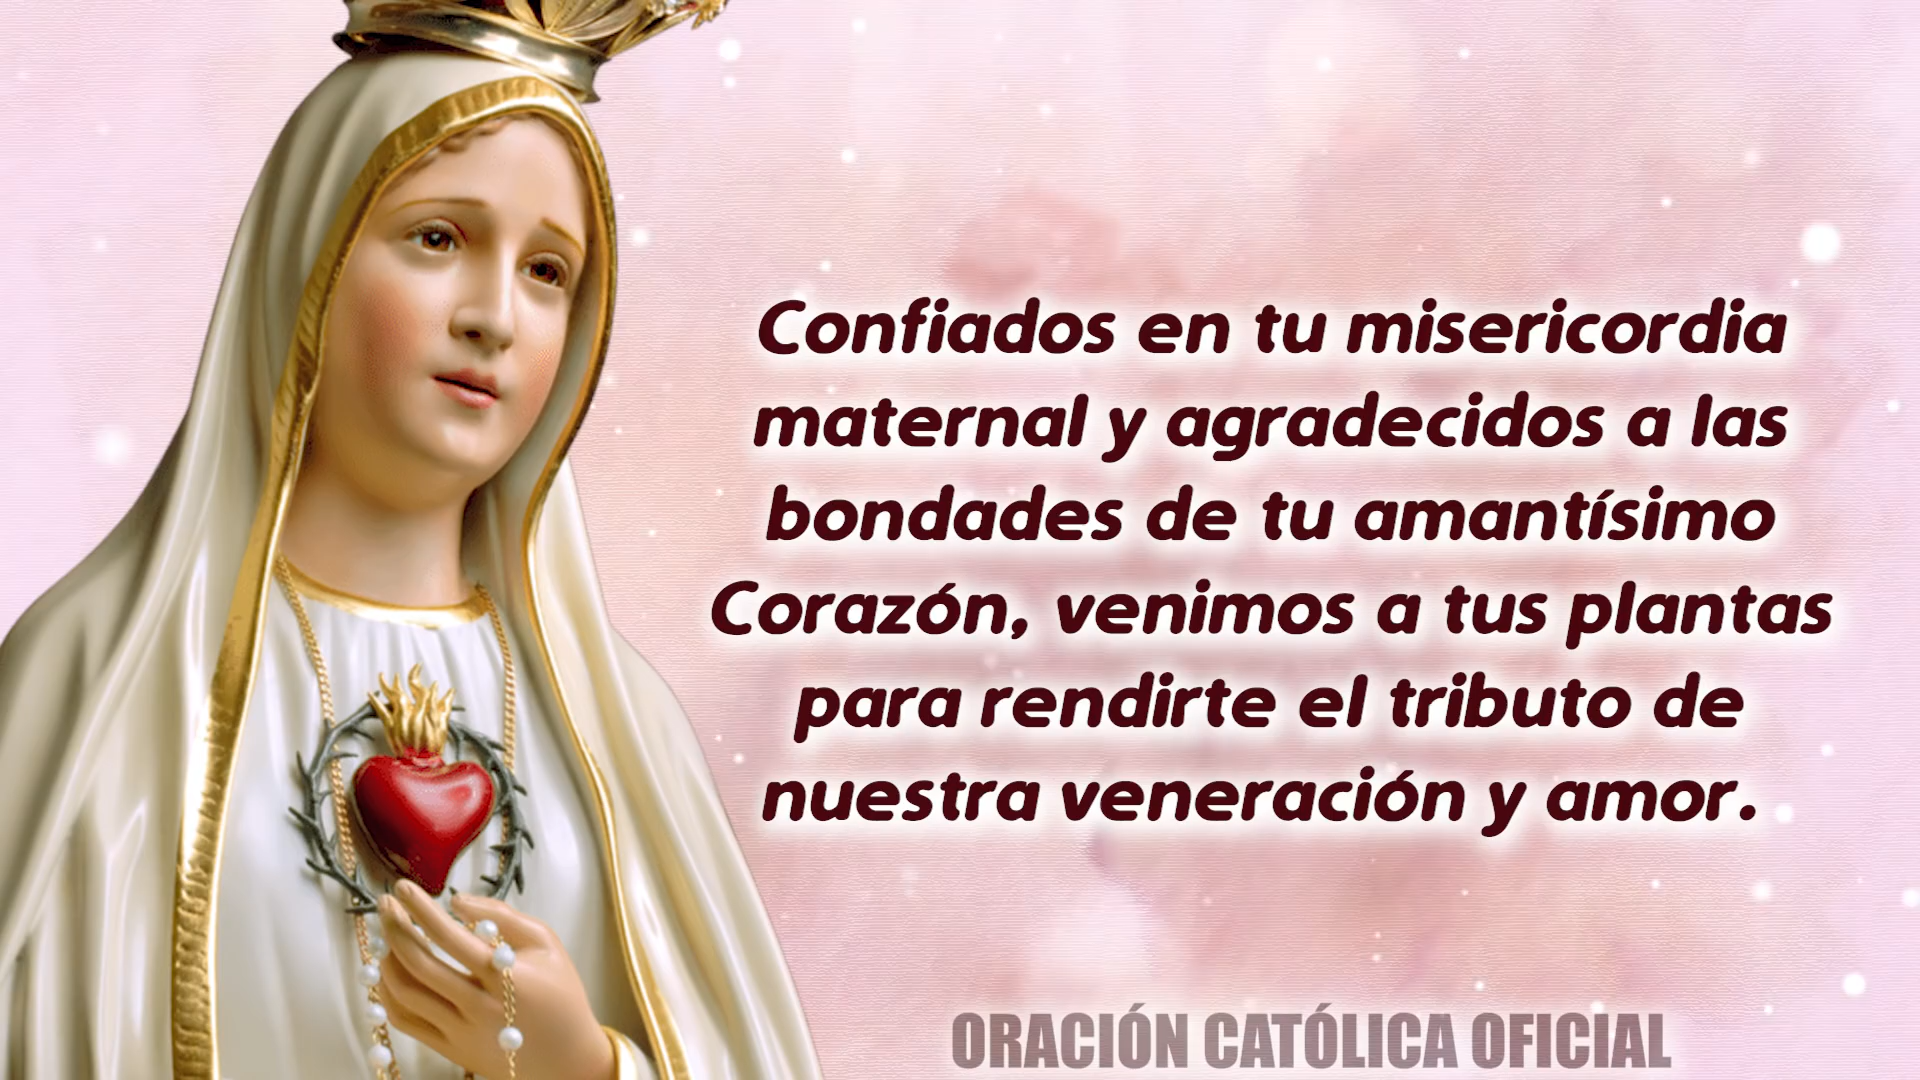 Confiados en tu misericordia
maternal y agradecidos a las
bondades de tu amantísimo
Corazón, venimos a tus plantas
para rendirte el tributo de
nuestra veneración y amor.
ORACIÓN CATÓLICA OFICIAL